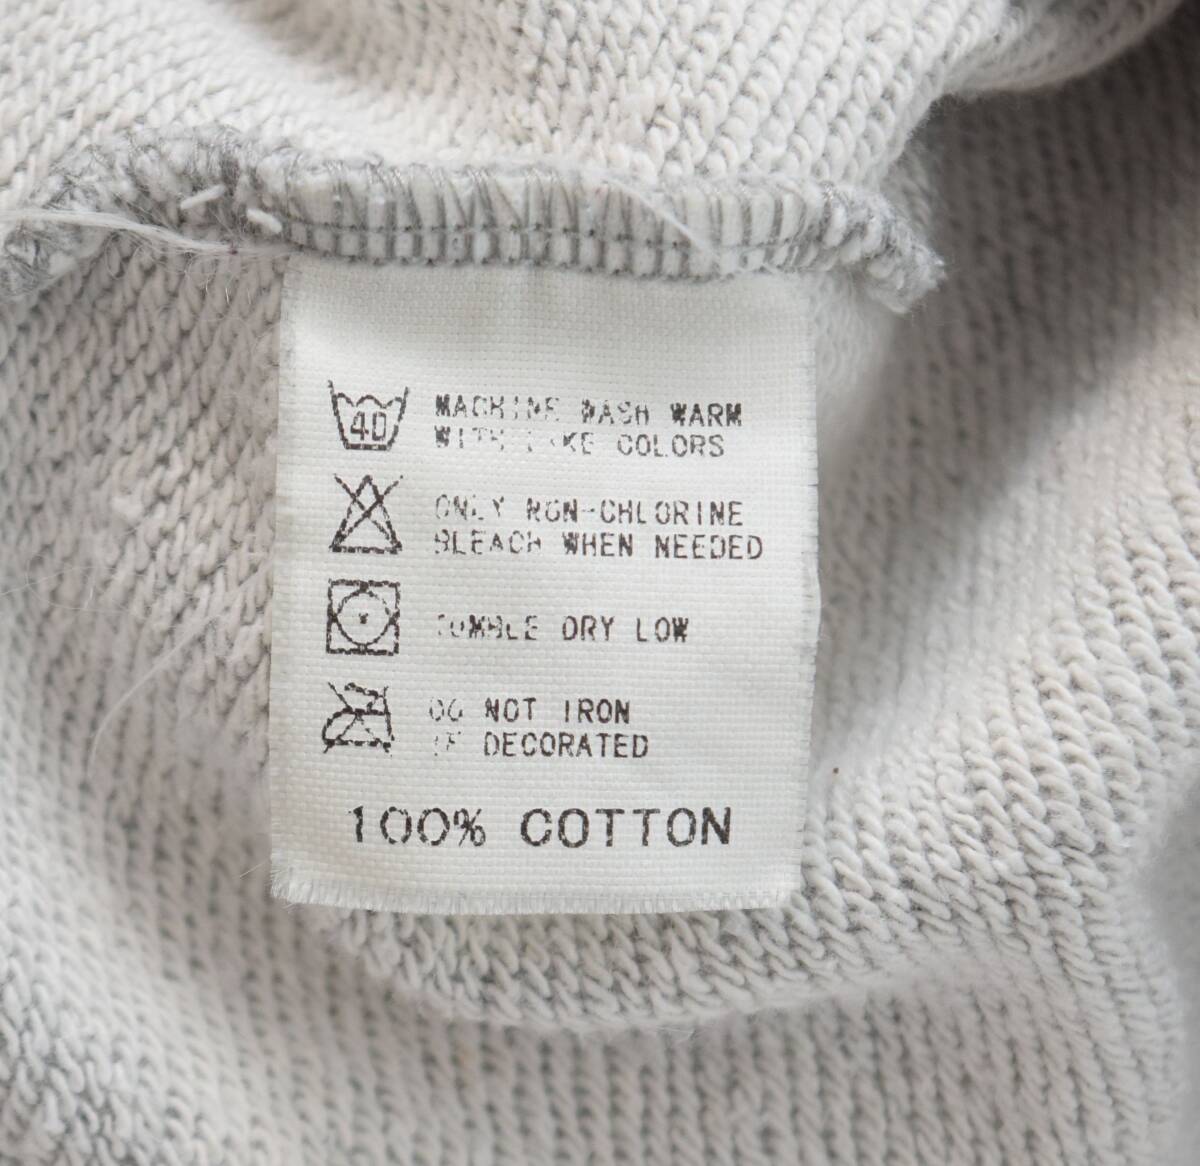 40
MACHINE WASH WARM
WITH LIKE COLORS
ONLY NON-CHLORINE
BLEACH WHEN NEEDED
TUMBLE DRY LOW
DO NOT IRON
IF DECORATED
100% COTTON